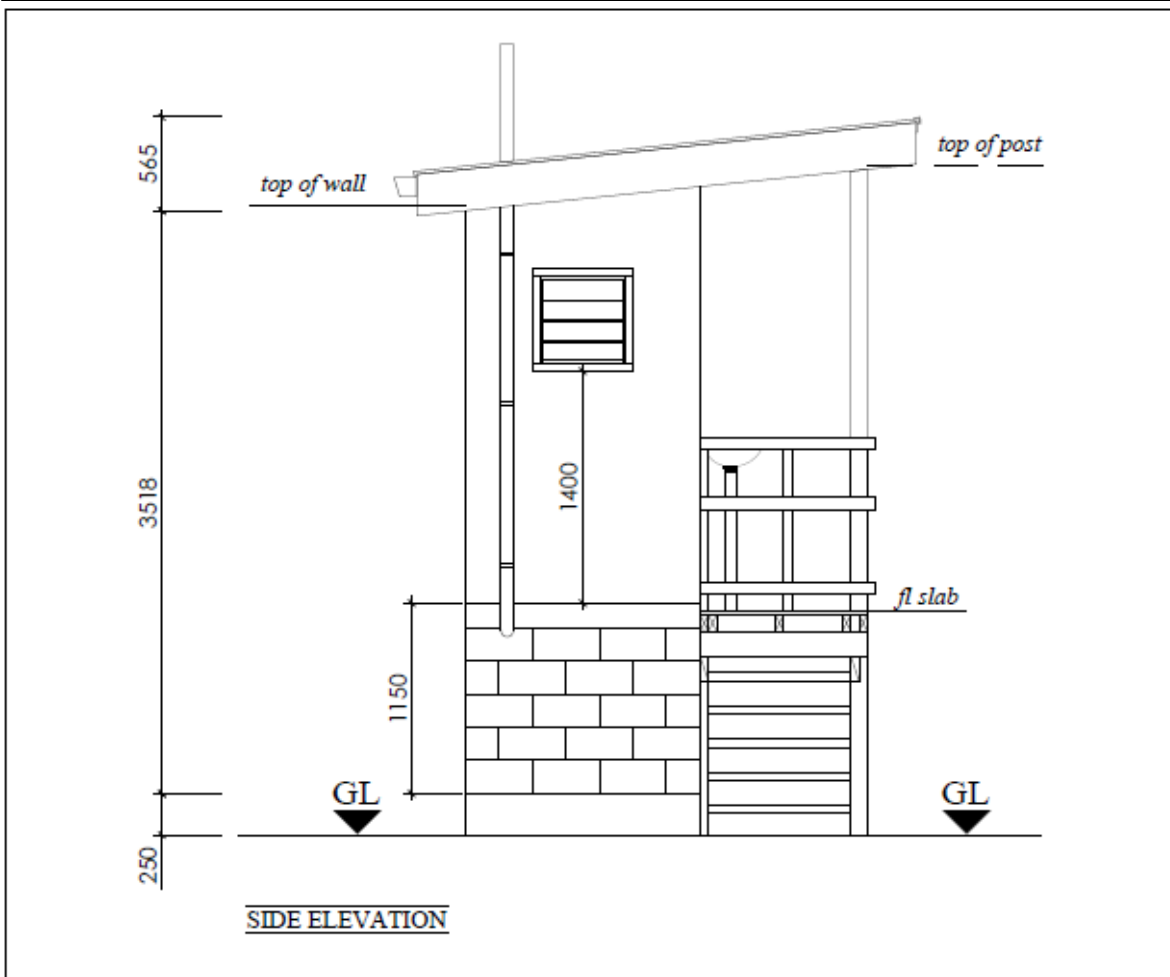 565
top of wall
top of post
3518
1400
fl slab
1150
GL
GL
250
SIDE ELEVATION